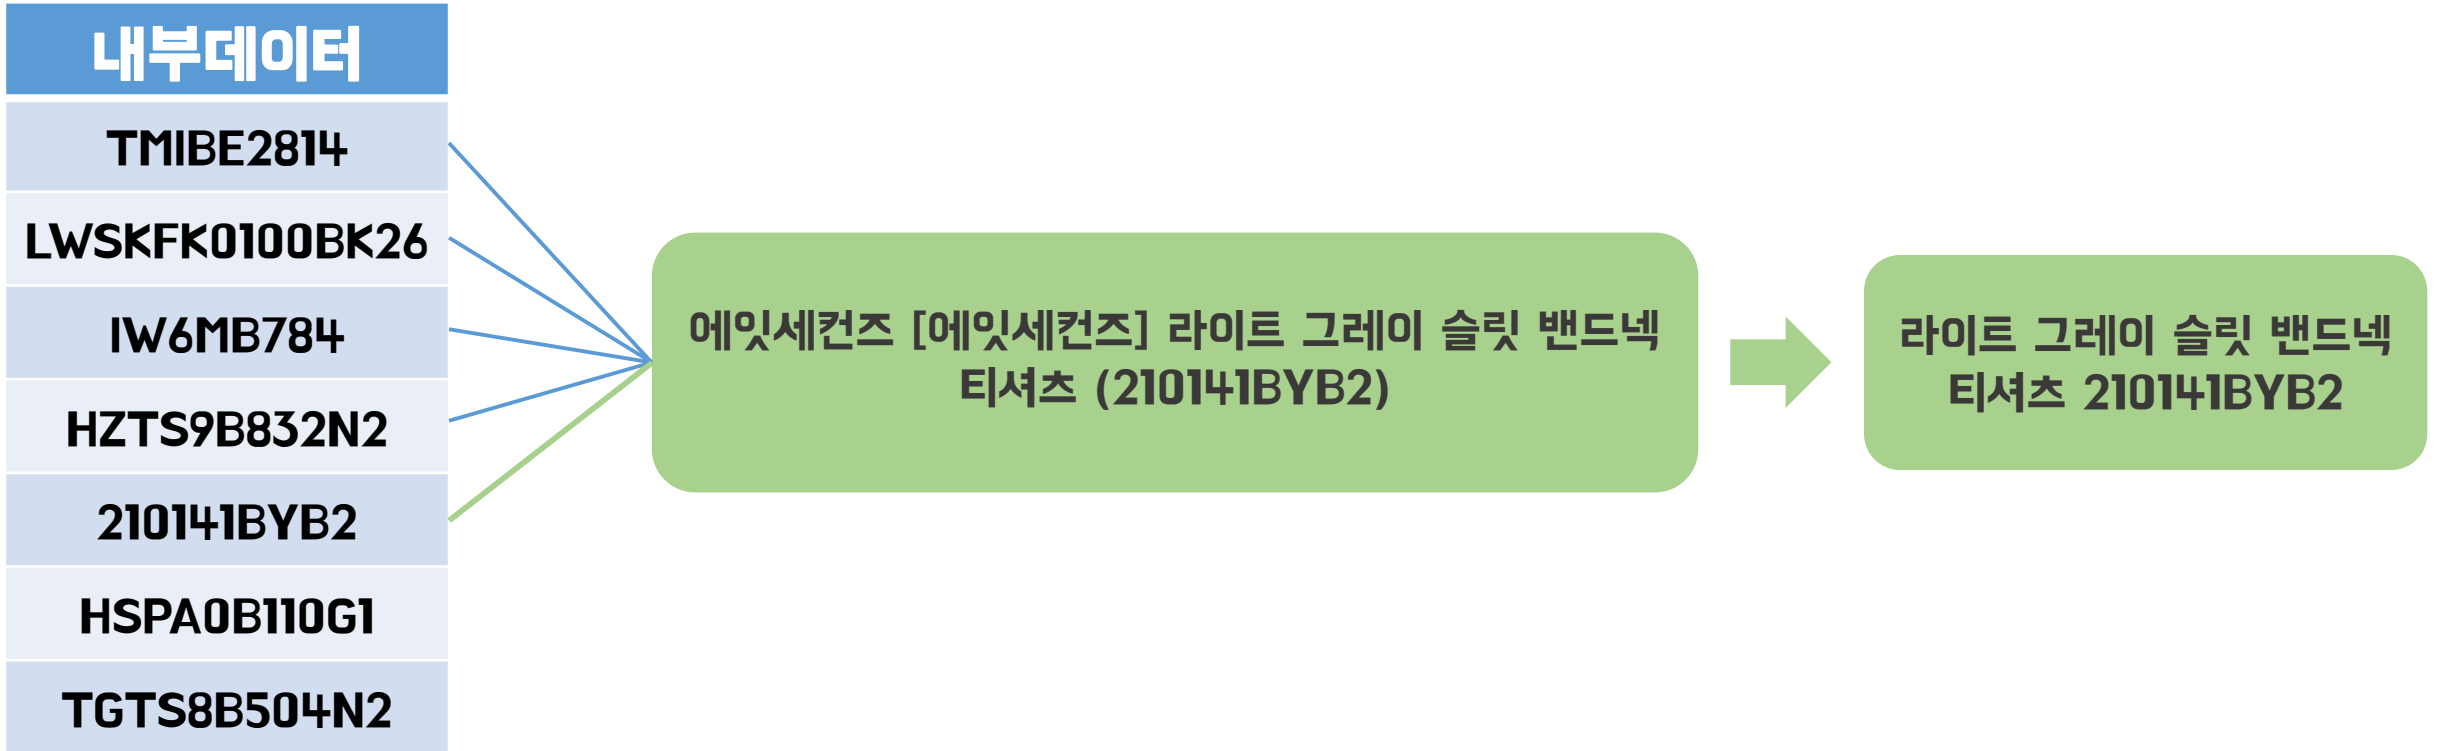 내부데이터
TMIBE2814
LWSKFK0100BK26
IW6MB784
HZTS9B832N2
210141BYB2
HSPA0B110G1
TGTS8B504N2
에잇세컨즈 [에잇세컨즈] 라이트 그레이 슬릿 밴드넥
티셔츠 (210141BYB2)
라이트 그레이 슬릿 밴드넥
티셔츠 210141BYB2